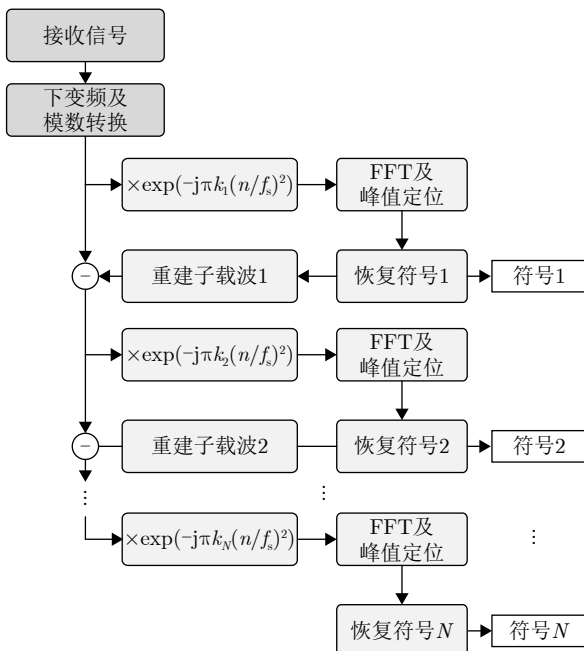 接收信号
下变频及
模数转换
×exp(−jπk₁(n/fₛ)²)
FFT及
峰值定位
−
重建子载波1
恢复符号1
符号1
×exp(−jπk₂(n/fₛ)²)
FFT及
峰值定位
−
重建子载波2
恢复符号2
符号2
⋮
⋮
×exp(−jπk_N(n/fₛ)²)
FFT及
峰值定位
⋮
恢复符号N
符号N